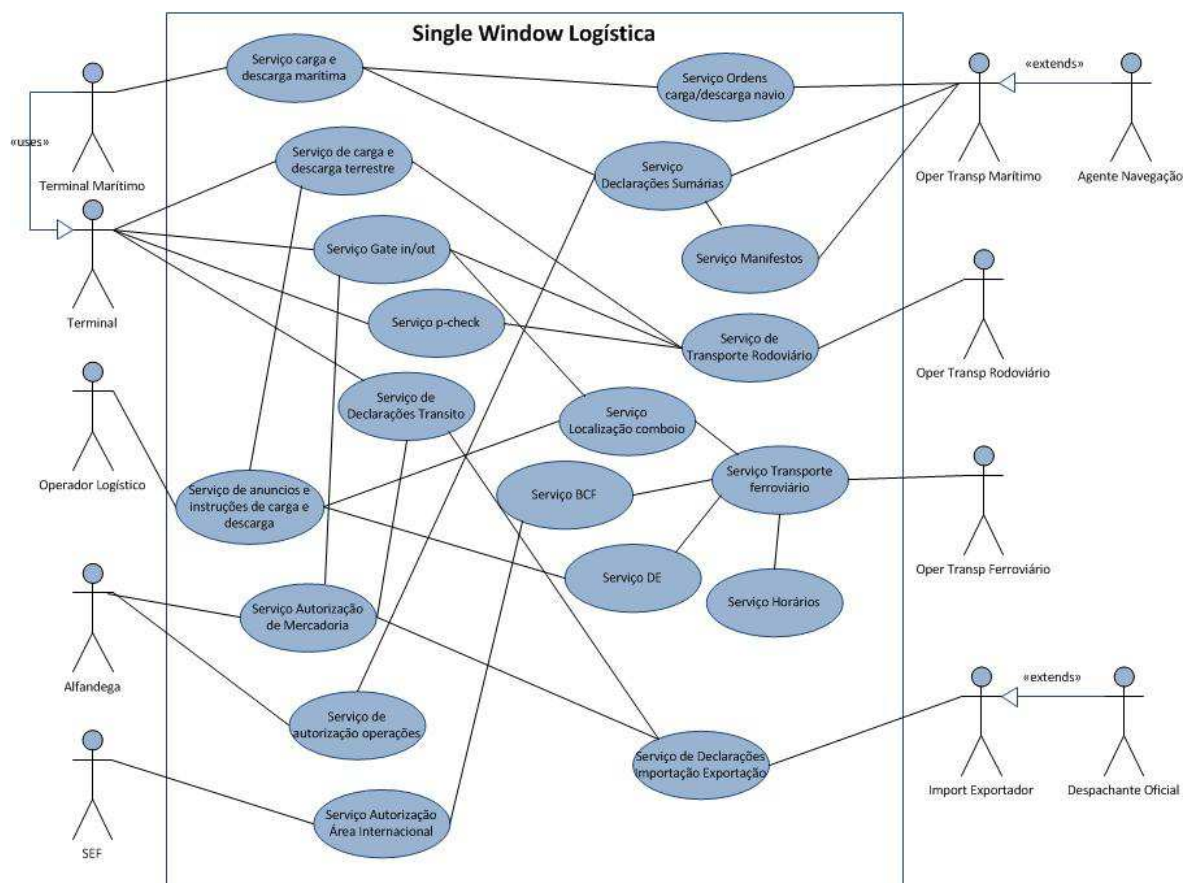 Single Window Logística
Serviço carga e
descarga marítima
Serviço Ordens
carga/descarga navio
«extends»
«uses»
Terminal Marítimo
Serviço de carga e
descarga terrestre
Serviço
Declarações Sumárias
Oper Transp Marítimo
Agente Navegação
Serviço Gate in/out
Serviço Manifestos
Terminal
Serviço p-check
Serviço de
Transporte Rodoviário
Oper Transp Rodoviário
Serviço de
Declarações Transito
Serviço
Localização comboio
Operador Logístico
Serviço de anuncios e
instruções de carga e
descarga
Serviço BCF
Serviço Transporte
ferroviário
Oper Transp Ferroviário
Serviço DE
Serviço Horários
Serviço Autorização
de Mercadoria
Alfandega
Serviço de
autorização operações
«extends»
Serviço de Declarações
Importação Exportação
Import Exportador
Despachante Oficial
Serviço Autorização
Área Internacional
SEF